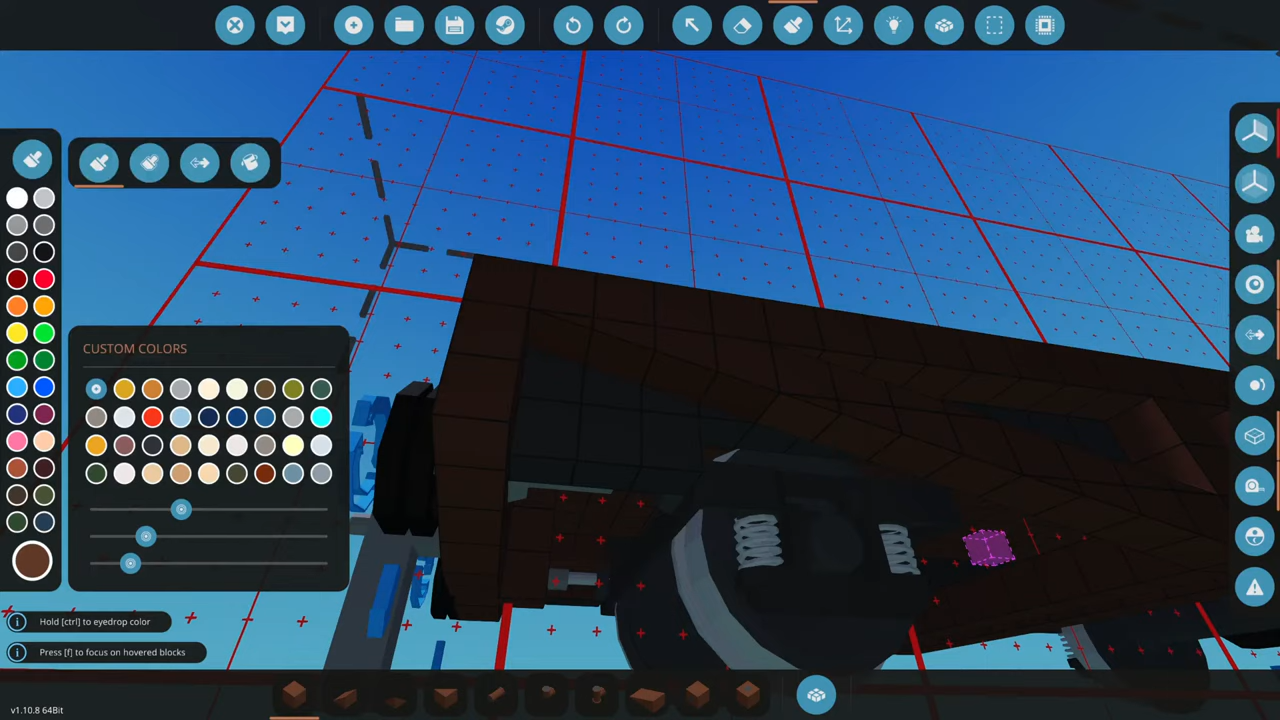 CUSTOM COLORS
Hold [ctrl] to eyedrop color
Press [f] to focus on hovered blocks
v1.10.8 64Bit